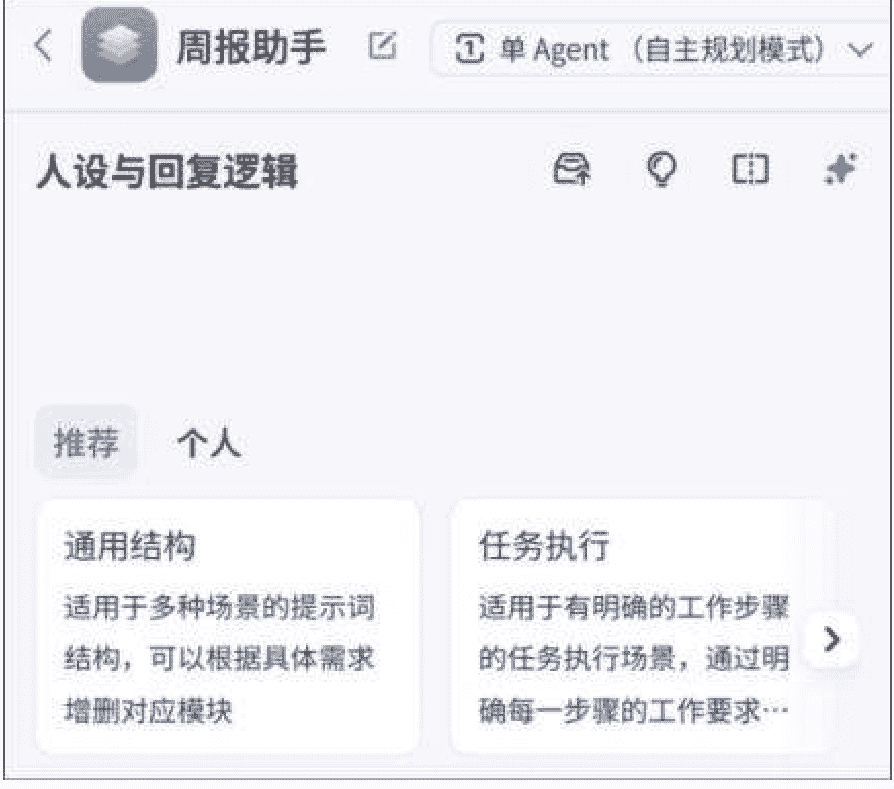 周报助手
单 Agent （自主规划模式）
人设与回复逻辑
推荐
个人
通用结构
适用于多种场景的提示词
结构，可以根据具体需求
增删对应模块
任务执行
适用于有明确的工作步骤
的任务执行场景，通过明
确每一步骤的工作要求…